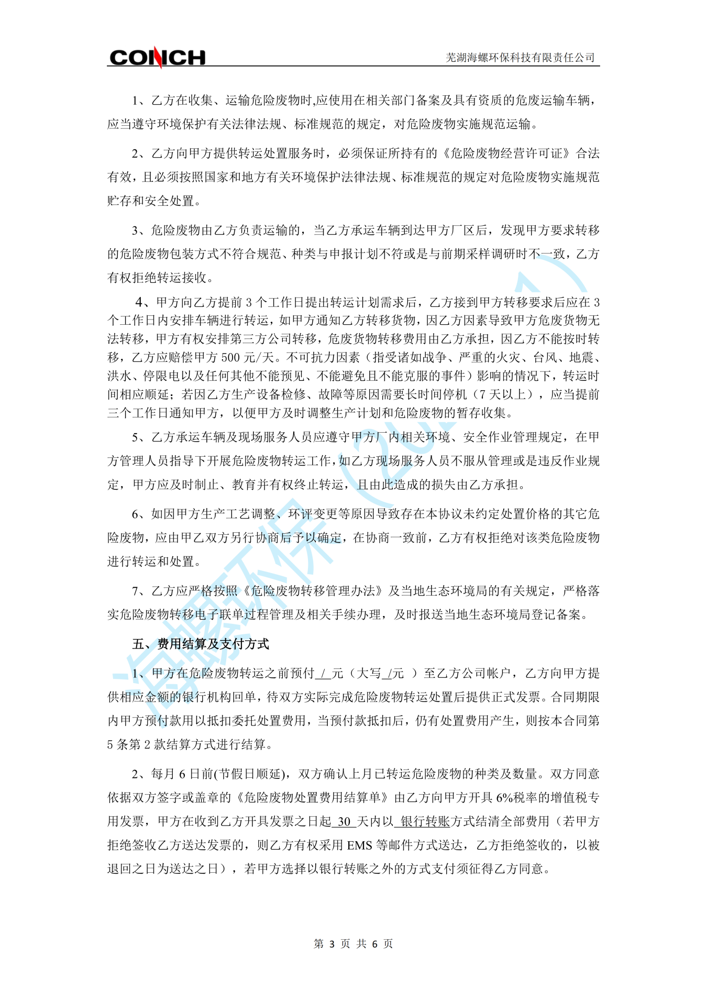 CONCH
芜湖海螺环保科技有限责任公司
1、乙方在收集、运输危险废物时,应使用在相关部门备案及具有资质的危废运输车辆，
应当遵守环境保护有关法律法规、标准规范的规定，对危险废物实施规范运输。
2、乙方向甲方提供转运处置服务时，必须保证所持有的《危险废物经营许可证》合法
有效，且必须按照国家和地方有关环境保护法律法规、标准规范的规定对危险废物实施规范
贮存和安全处置。
3、危险废物由乙方负责运输的，当乙方承运车辆到达甲方厂区后，发现甲方要求转移
的危险废物包装方式不符合规范、种类与申报计划不符或是与前期采样调研时不一致，乙方
有权拒绝转运接收。
4、甲方向乙方提前 3 个工作日提出转运计划需求后，乙方接到甲方转移要求后应在 3
个工作日内安排车辆进行转运，如甲方通知乙方转移货物，因乙方因素导致甲方危废货物无
法转移，甲方有权安排第三方公司转移，危废货物转移费用由乙方承担，因乙方不能按时转
移，乙方应赔偿甲方 500 元/天。不可抗力因素（指受诸如战争、严重的火灾、台风、地震、
洪水、停限电以及任何其他不能预见、不能避免且不能克服的事件）影响的情况下，转运时
间相应顺延；若因乙方生产设备检修、故障等原因需要长时间停机（7 天以上），应当提前
三个工作日通知甲方，以便甲方及时调整生产计划和危险废物的暂存收集。
5、乙方承运车辆及现场服务人员应遵守甲方厂内相关环境、安全作业管理规定，在甲
方管理人员指导下开展危险废物转运工作，如乙方现场服务人员不服从管理或是违反作业规
定，甲方应及时制止、教育并有权终止转运，且由此造成的损失由乙方承担。
6、如因甲方生产工艺调整、环评变更等原因导致存在本协议未约定处置价格的其它危
险废物，应由甲乙双方另行协商后予以确定，在协商一致前，乙方有权拒绝对该类危险废物
进行转运和处置。
7、乙方应严格按照《危险废物转移管理办法》及当地生态环境局的有关规定，严格落
实危险废物转移电子联单过程管理及相关手续办理，及时报送当地生态环境局登记备案。
五、费用结算及支付方式
1、甲方在危险废物转运之前预付 / 元（大写 /元 ）至乙方公司帐户，乙方向甲方提
供相应金额的银行机构回单，待双方实际完成危险废物转运处置后提供正式发票。合同期限
内甲方预付款用以抵扣委托处置费用，当预付款抵扣后，仍有处置费用产生，则按本合同第
5 条第 2 款结算方式进行结算。
2、每月 6 日前(节假日顺延)，双方确认上月已转运危险废物的种类及数量。双方同意
依据双方签字或盖章的《危险废物处置费用结算单》由乙方向甲方开具 6%税率的增值税专
用发票，甲方在收到乙方开具发票之日起 30 天内以 银行转账方式结清全部费用（若甲方
拒绝签收乙方送达发票的，则乙方有权采用 EMS 等邮件方式送达，乙方拒绝签收的，以被
退回之日为送达之日），若甲方选择以银行转账之外的方式支付须征得乙方同意。
海螺环保
第 3 页 共 6 页